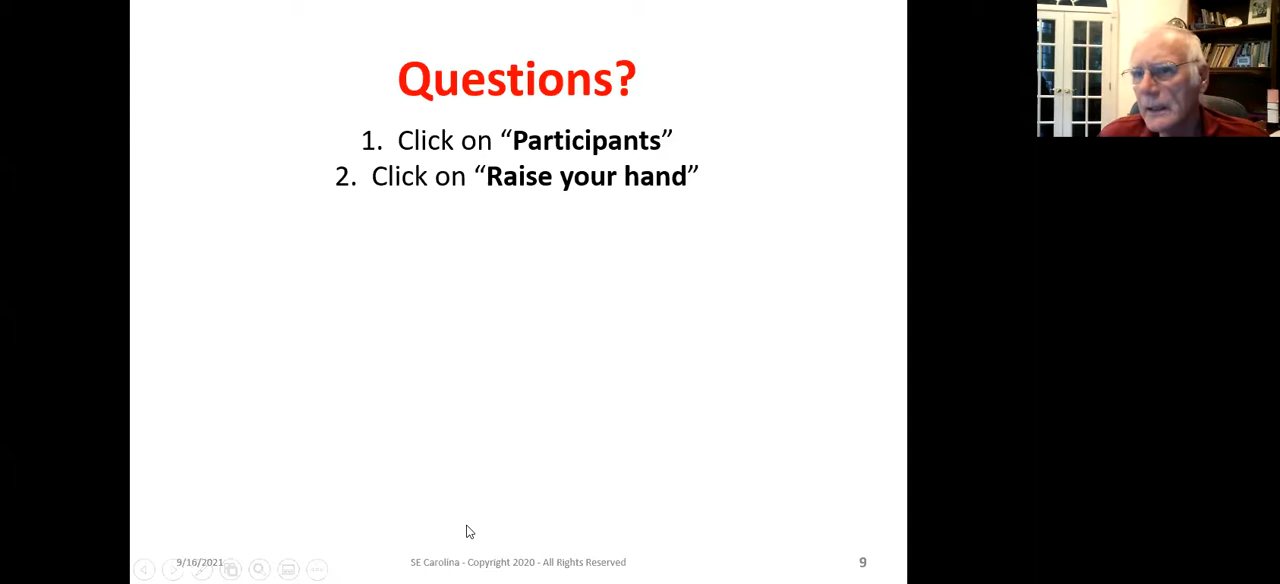 Questions?
1. Click on “Participants”
2. Click on “Raise your hand”
9/16/2021
SE Carolina - Copyright 2020 - All Rights Reserved
9